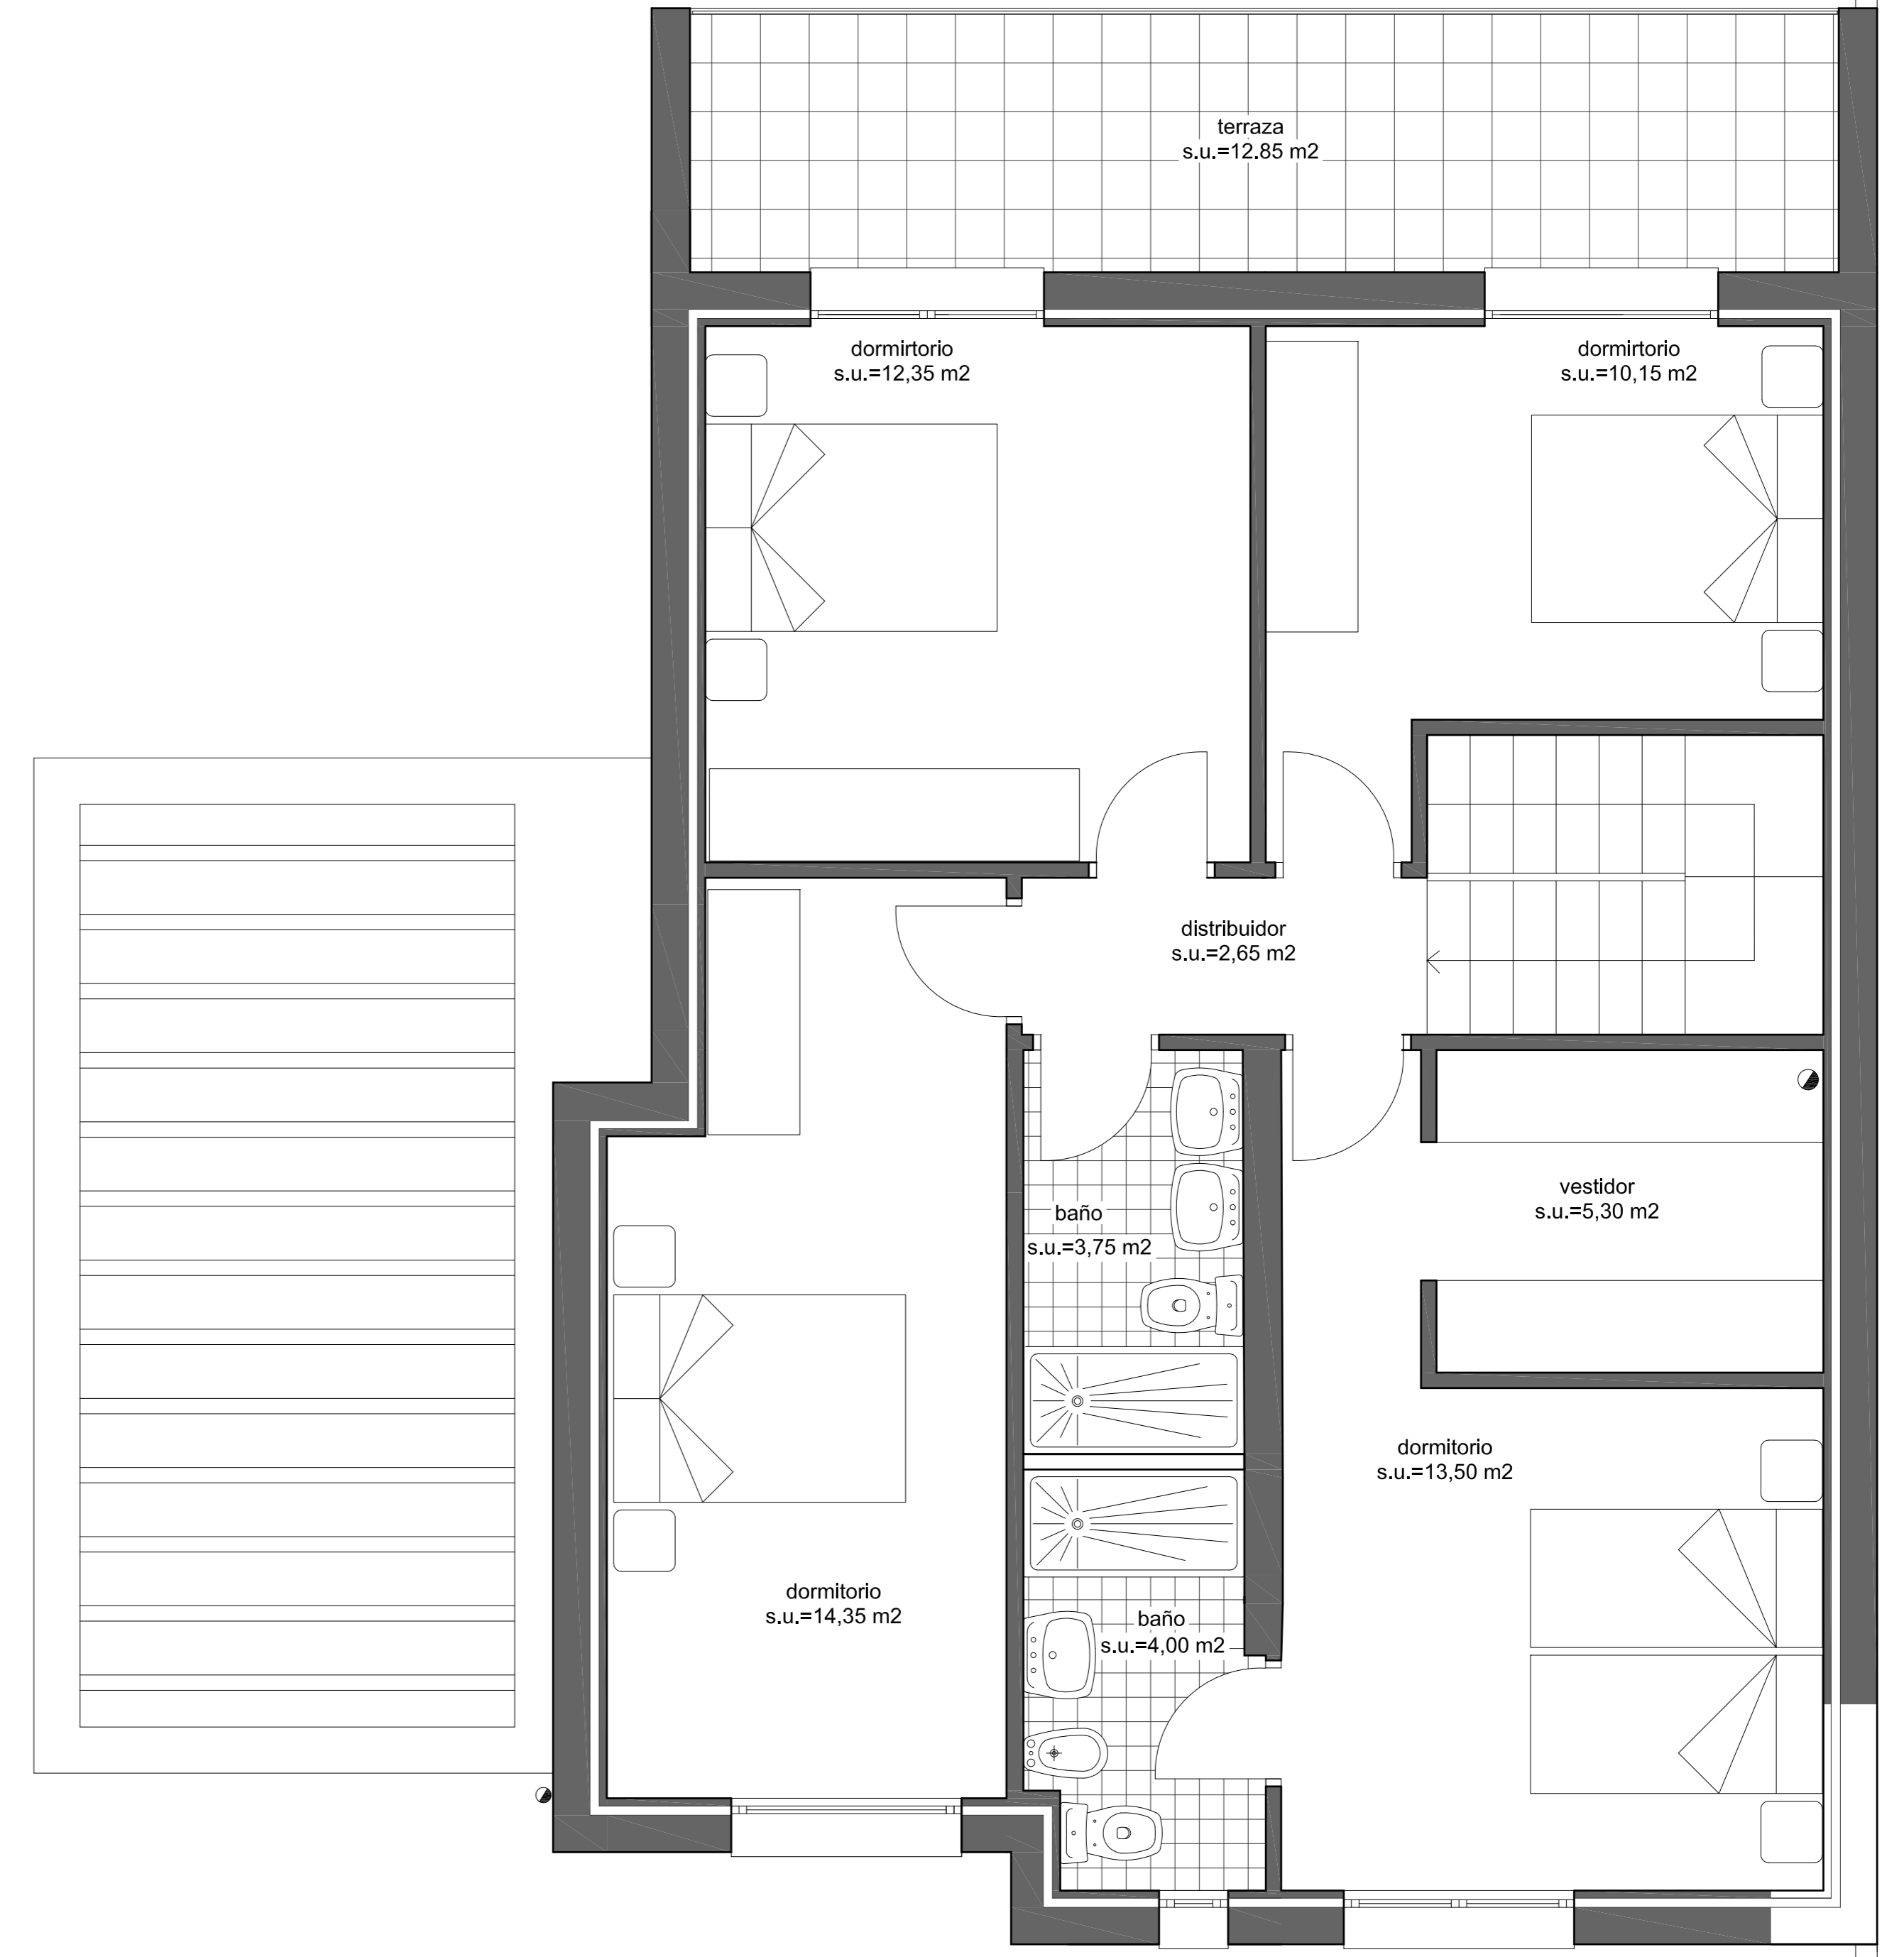 terraza
s.u.=12.85 m2
dormirtorio
s.u.=12,35 m2
dormirtorio
s.u.=10,15 m2
distribuidor
s.u.=2,65 m2
vestidor
s.u.=5,30 m2
baño
s.u.=3,75 m2
dormitorio
s.u.=13,50 m2
dormitorio
s.u.=14,35 m2
baño
s.u.=4,00 m2